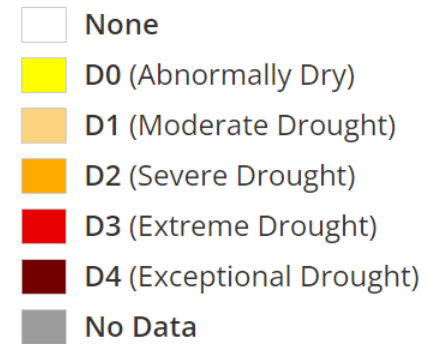 None
D0 (Abnormally Dry)
D1 (Moderate Drought)
D2 (Severe Drought)
D3 (Extreme Drought)
D4 (Exceptional Drought)
No Data